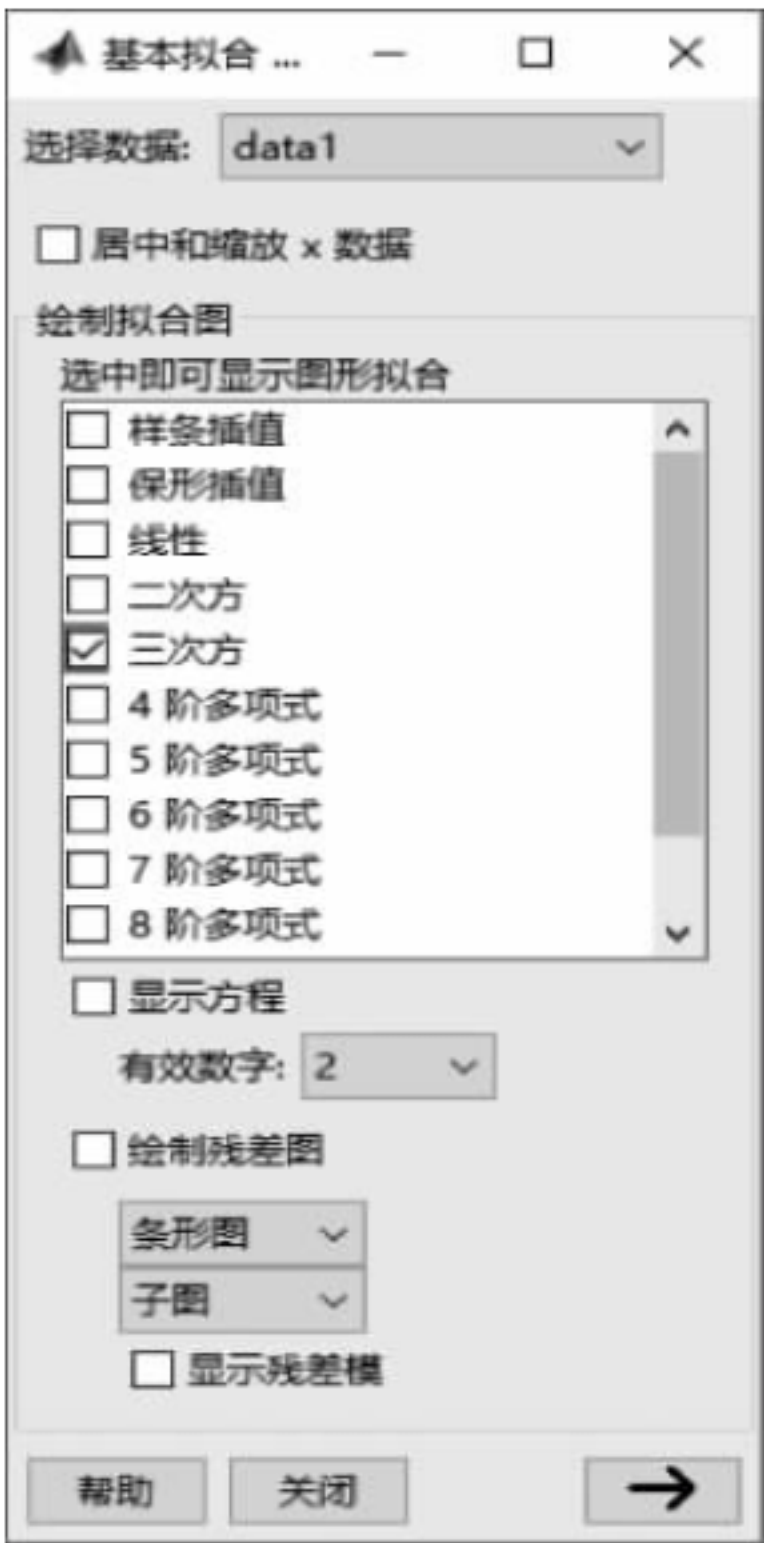 基本拟合 ...
选择数据: data1
居中和缩放 x 数据
绘制拟合图
选中即可显示图形拟合
样条插值
保形插值
线性
二次方
三次方
4 阶多项式
5 阶多项式
6 阶多项式
7 阶多项式
8 阶多项式
显示方程
有效数字: 2
绘制残差图
条形图
子图
显示残差模
帮助 关闭